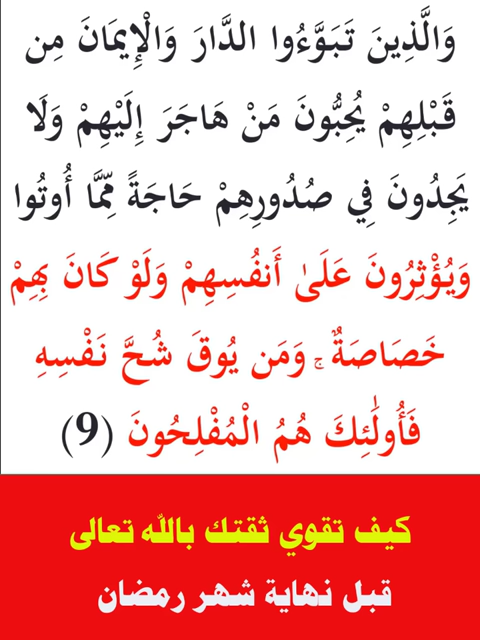 وَالَّذِينَ تَبَوَّءُوا الدَّارَ وَالْإِيمَانَ مِن
قَبْلِهِمْ يُحِبُّونَ مَنْ هَاجَرَ إِلَيْهِمْ وَلَا
يَجِدُونَ فِي صُدُورِهِمْ حَاجَةً مِّمَّا أُوتُوا
وَيُؤْثِرُونَ عَلَىٰ أَنفُسِهِمْ وَلَوْ كَانَ بِهِمْ
خَصَاصَةٌ ۚ وَمَن يُوقَ شُحَّ نَفْسِهِ
فَأُولَٰئِكَ هُمُ الْمُفْلِحُونَ (9)
كيف تقوي ثقتك بالله تعالى
قبل نهاية شهر رمضان